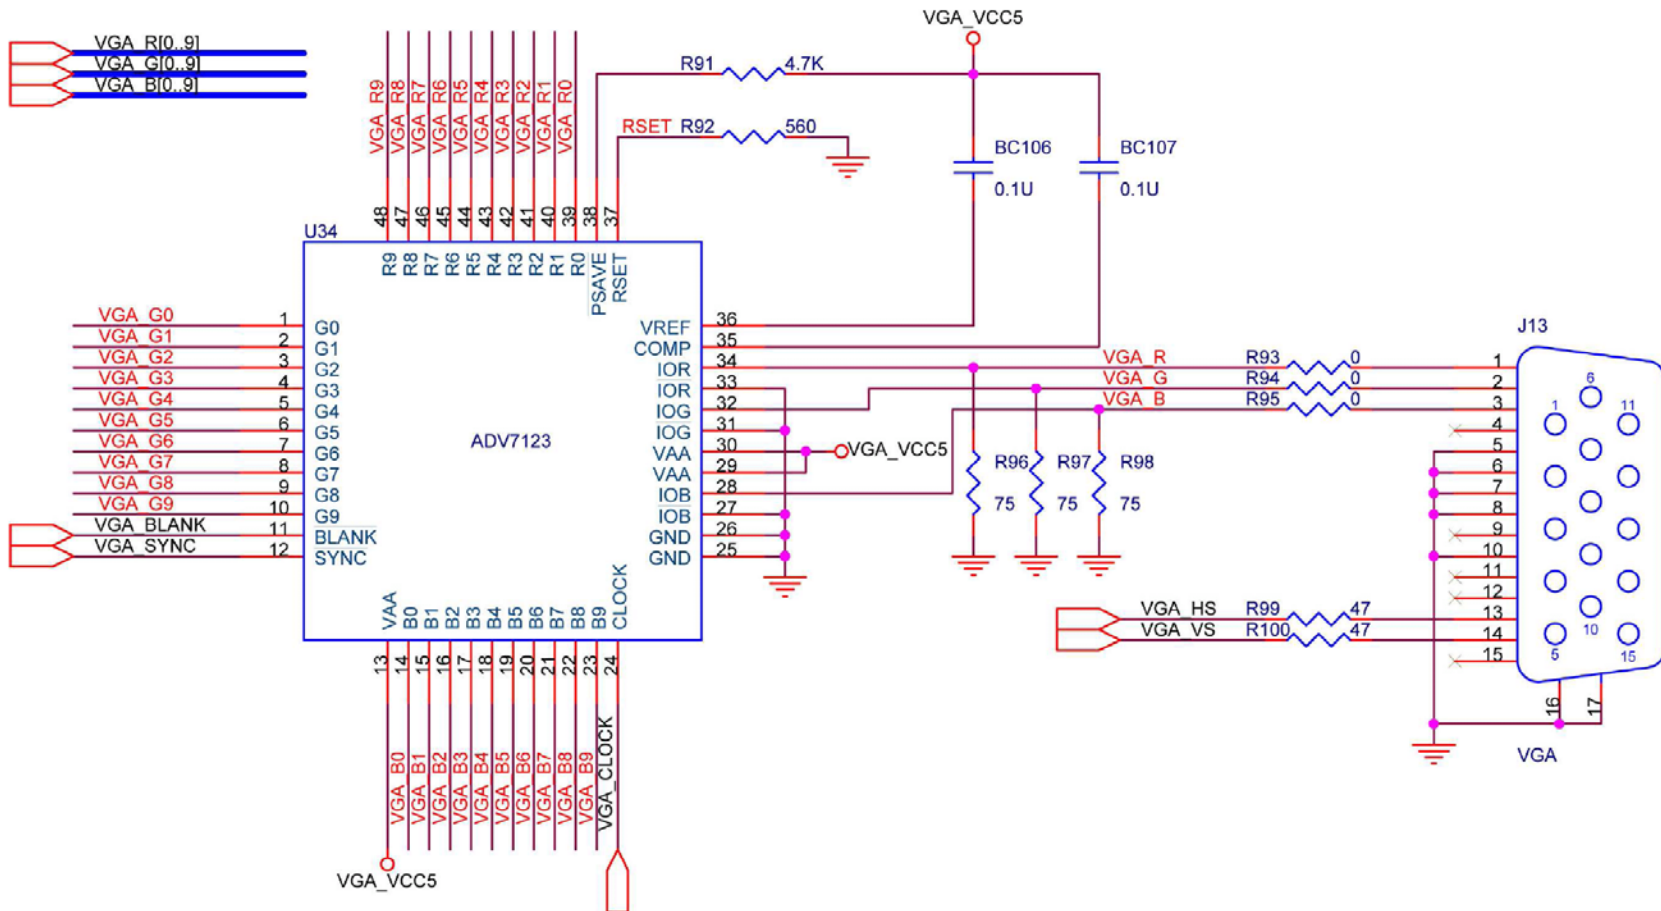 VGA_VCC5
VGA_R[0..9]
VGA_G[0..9]
VGA_B[0..9]
VGA_R9
VGA_R8
VGA_R7
VGA_R6
VGA_R5
VGA_R4
VGA_R3
VGA_R2
VGA_R1
VGA_R0
R91 4.7K
RSET R92 560
BC106
0.1U
BC107
0.1U
48
47
46
45
44
43
42
41
40
39
38
37
U34
R9
R8
R7
R6
R5
R4
R3
R2
R1
R0
PSAVE
RSET
ADV7123
VGA_G0 1 G0
VGA_G1 2 G1
VGA_G2 3 G2
VGA_G3 4 G3
VGA_G4 5 G4
VGA_G5 6 G5
VGA_G6 7 G6
VGA_G7 8 G7
VGA_G8 9 G8
VGA_G9 10 G9
VGA_BLANK 11 BLANK
VGA_SYNC 12 SYNC
VREF 36
COMP 35
IOR 34
IOR 33
IOG 32
IOG 31
VAA 30
VAA 29
IOB 28
IOB 27
GND 26
GND 25
VGA_VCC5
VAA
B0
B1
B2
B3
B4
B5
B6
B7
B8
B9
CLOCK
13
14
15
16
17
18
19
20
21
22
23
24
VGA_B0
VGA_B1
VGA_B2
VGA_B3
VGA_B4
VGA_B5
VGA_B6
VGA_B7
VGA_B8
VGA_B9
VGA_CLOCK
VGA_VCC5
VGA_R R93 0
VGA_G R94 0
VGA_B R95 0
R96
75
R97
75
R98
75
VGA_HS R99 47
VGA_VS R100 47
J13
1
2
3
4
5
6
7
8
9
10
11
12
13
14
15
16
17
6
1
11
10
5
15
VGA